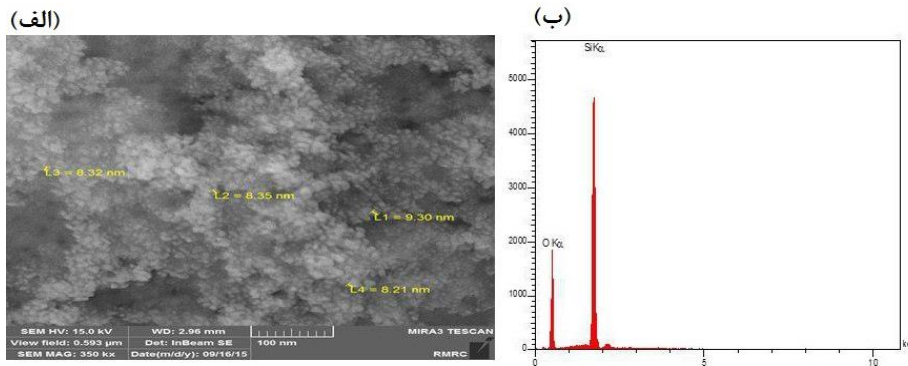 (الف)
(ب)
L3 = 8.32 nm
L2 = 8.35 nm
L1 = 9.30 nm
L4 = 8.21 nm
SEM HV: 15.0 kV WD: 2.96 mm MIRA3 TESCAN
View field: 0.593 µm Det: InBeam SE 100 nm
SEM MAG: 350 kx Date(m/d/y): 09/16/15 RMRC
SiKα
O Kα
5000
4000
3000
2000
1000
0
0 5 10